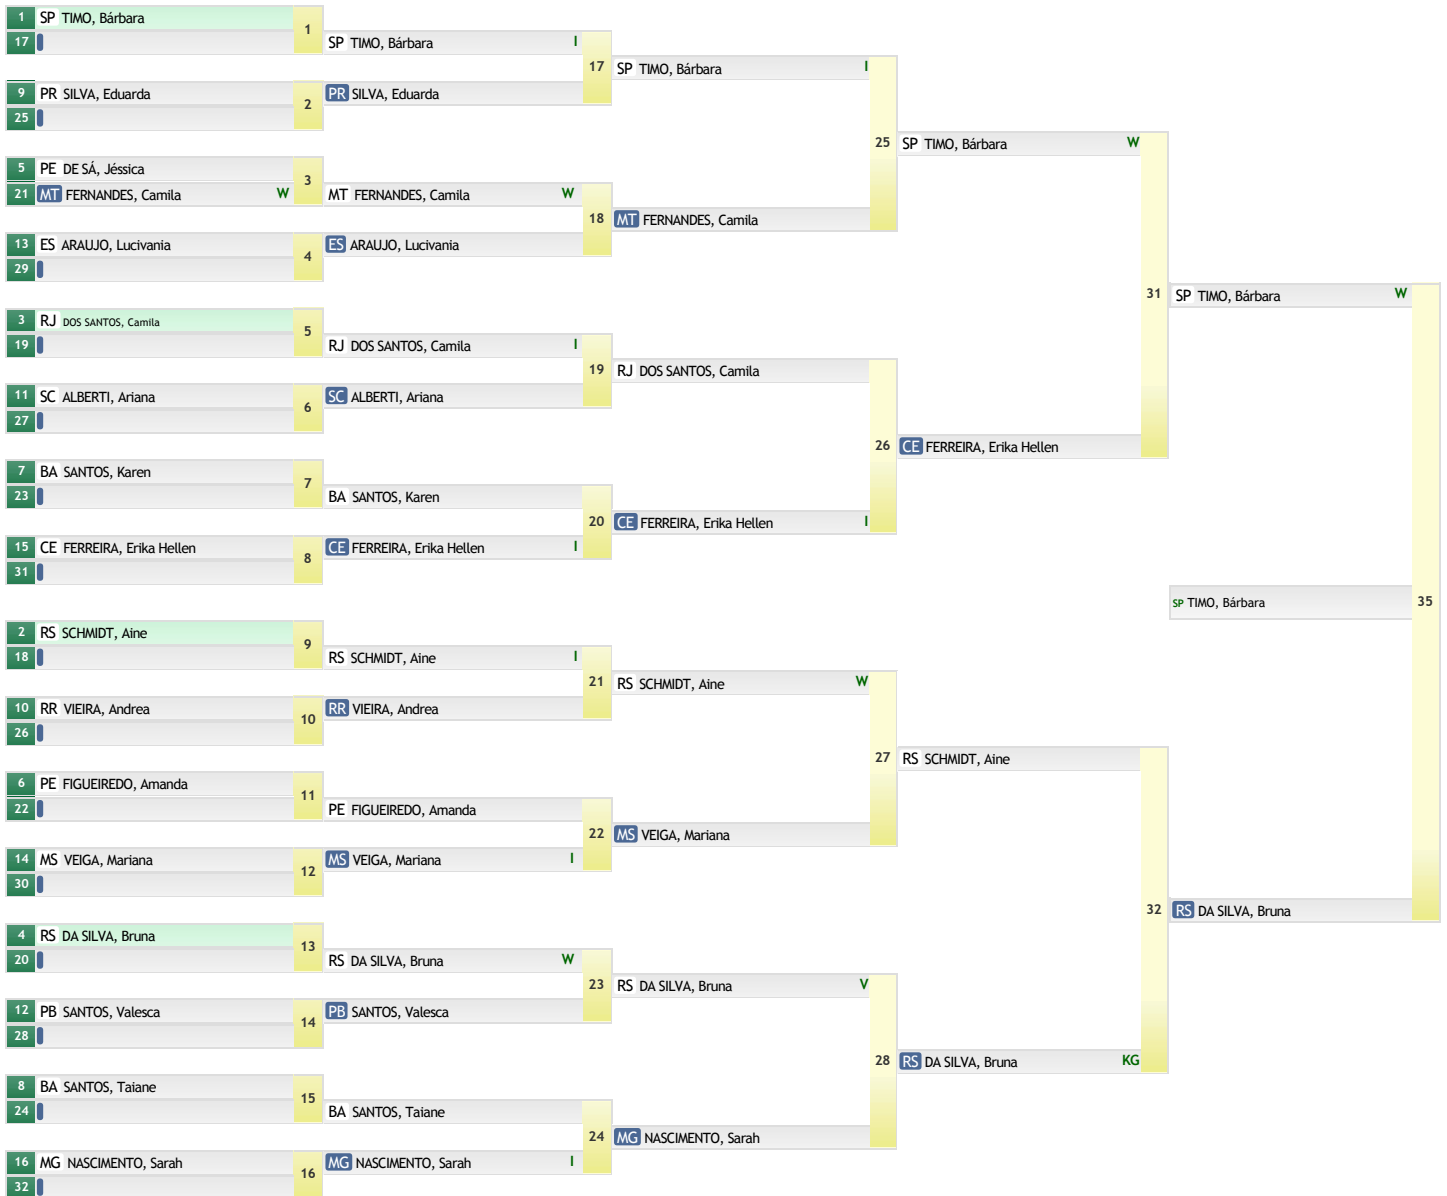 1 SP TIMO, Bárbara
17
1
9 PR SILVA, Eduarda
25
2
5 PE DE SÁ, Jéssica
21 MT FERNANDES, Camila W
3
13 ES ARAUJO, Lucivania
29
4
3 RJ DOS SANTOS, Camila
19
5
11 SC ALBERTI, Ariana
27
6
7 BA SANTOS, Karen
23
7
15 CE FERREIRA, Erika Hellen
31
8
2 RS SCHMIDT, Aine
18
9
10 RR VIEIRA, Andrea
26
10
6 PE FIGUEIREDO, Amanda
22
11
14 MS VEIGA, Mariana
30
12
4 RS DA SILVA, Bruna
20
13
12 PB SANTOS, Valesca
28
14
8 BA SANTOS, Taiane
24
15
16 MG NASCIMENTO, Sarah
32
16
SP TIMO, Bárbara I
PR SILVA, Eduarda
17
MT FERNANDES, Camila W
ES ARAUJO, Lucivania
18
RJ DOS SANTOS, Camila I
SC ALBERTI, Ariana
19
BA SANTOS, Karen
CE FERREIRA, Erika Hellen I
20
RS SCHMIDT, Aine I
RR VIEIRA, Andrea
21
PE FIGUEIREDO, Amanda
MS VEIGA, Mariana I
22
RS DA SILVA, Bruna W
PB SANTOS, Valesca
23
BA SANTOS, Taiane
MG NASCIMENTO, Sarah I
24
SP TIMO, Bárbara I
MT FERNANDES, Camila
25
RJ DOS SANTOS, Camila
CE FERREIRA, Erika Hellen I
26
RS SCHMIDT, Aine W
MS VEIGA, Mariana
27
RS DA SILVA, Bruna V
MG NASCIMENTO, Sarah
28
SP TIMO, Bárbara W
CE FERREIRA, Erika Hellen
31
RS SCHMIDT, Aine
RS DA SILVA, Bruna KG
32
SP TIMO, Bárbara W
RS DA SILVA, Bruna
35
SP TIMO, Bárbara